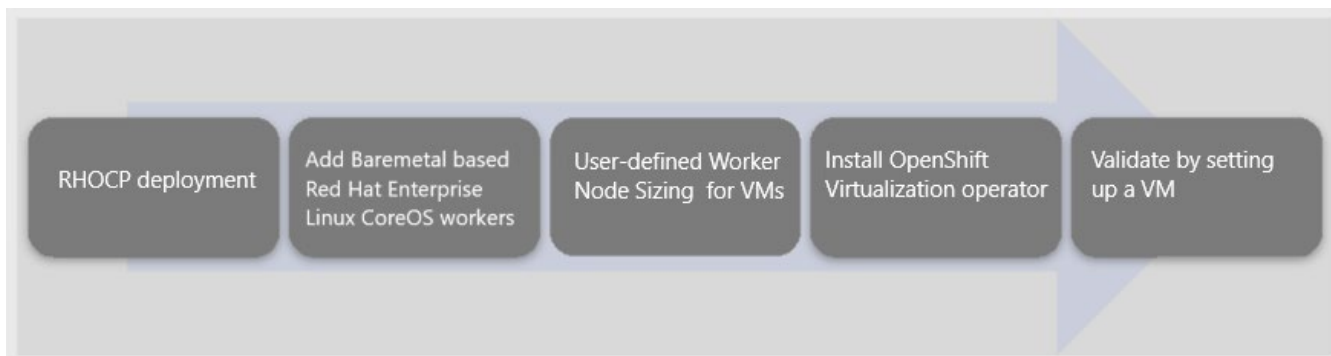 RHOCP deployment
Add Baremetal based
Red Hat Enterprise
Linux CoreOS workers
User-defined Worker
Node Sizing for VMs
Install OpenShift
Virtualization operator
Validate by setting
up a VM